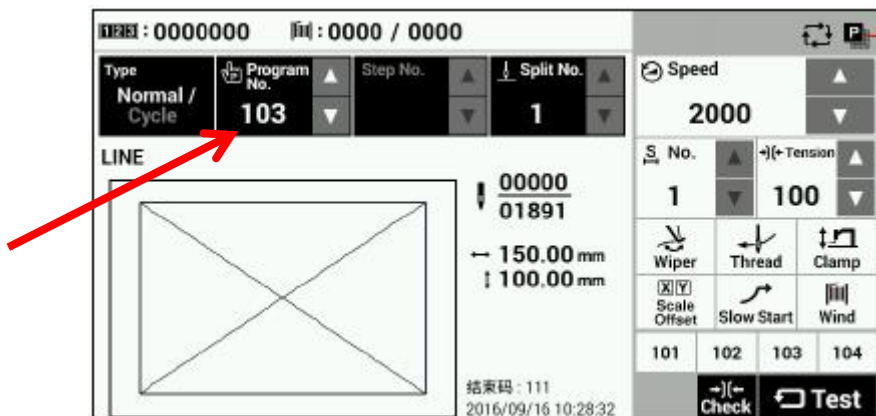 123 : 0000000 : 0000 / 0000
P
Type
Normal /
Cycle
Program
No.
103
Step No.
Split No.
1
Speed
2000
LINE
S No.
1
Tension
100
00000
01891
150.00 mm
100.00 mm
Wiper
Thread
Clamp
X Y
Scale
Offset
Slow Start
Wind
101 102 103 104
结束码 : 111
2016/09/16 10:28:32
Check
Test